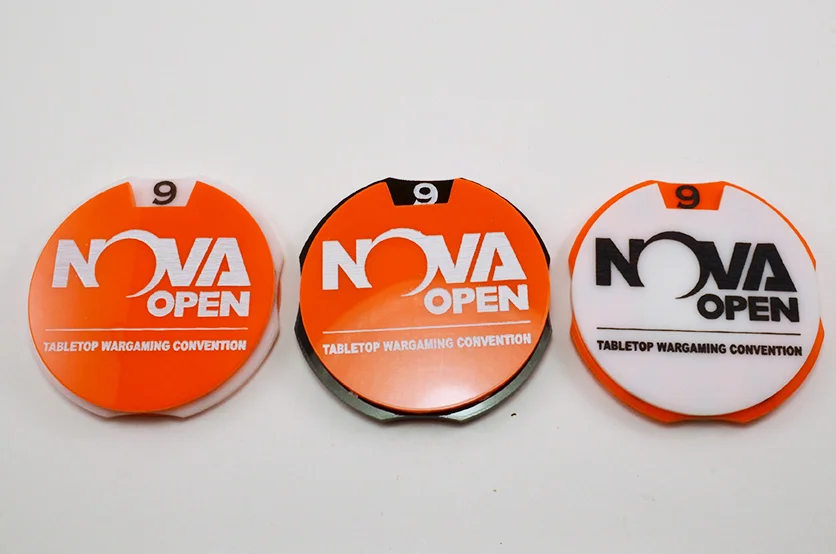 9
NOVA
OPEN
TABLETOP WARGAMING CONVENTION
9
NOVA
OPEN
TABLETOP WARGAMING CONVENTION
9
NOVA
OPEN
TABLETOP WARGAMING CONVENTION